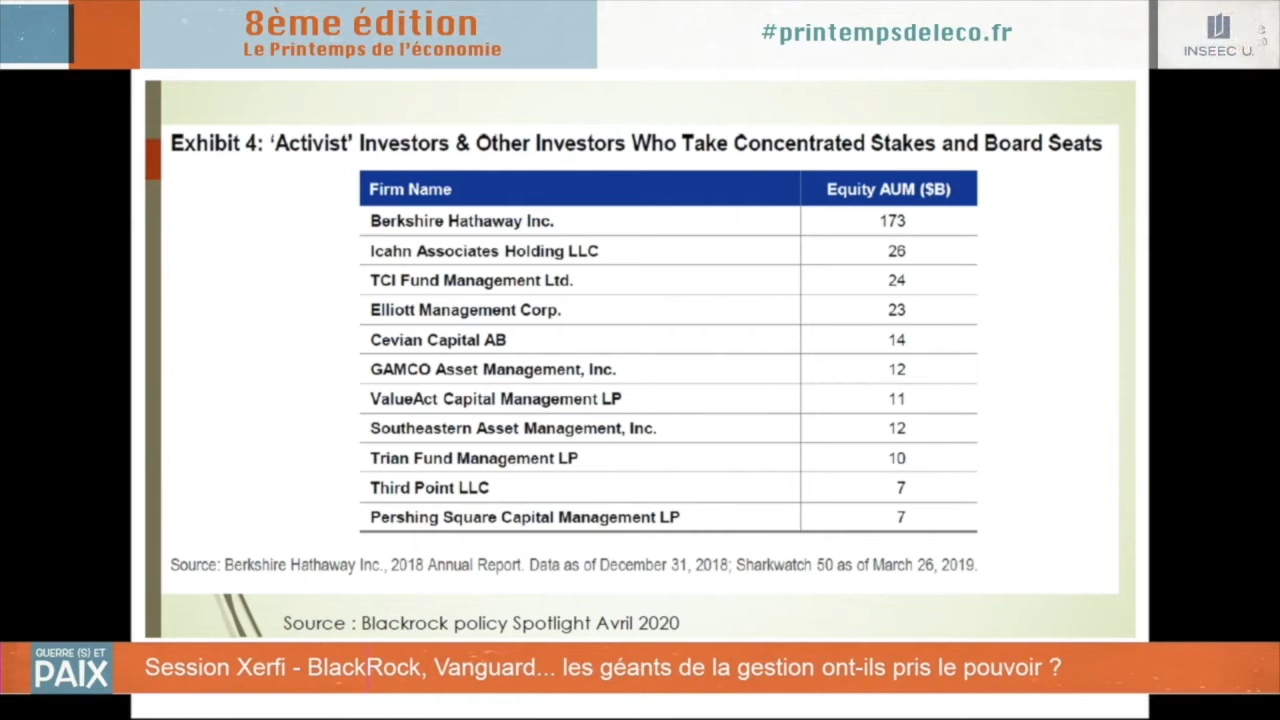 8ème édition
Le Printemps de l'économie
#printempsdeleco.fr
INSEEC U.
Exhibit 4: 'Activist' Investors & Other Investors Who Take Concentrated Stakes and Board Seats
Firm Name Equity AUM ($B)
Berkshire Hathaway Inc. 173
Icahn Associates Holding LLC 26
TCI Fund Management Ltd. 24
Elliott Management Corp. 23
Cevian Capital AB 14
GAMCO Asset Management, Inc. 12
ValueAct Capital Management LP 11
Southeastern Asset Management, Inc. 12
Trian Fund Management LP 10
Third Point LLC 7
Pershing Square Capital Management LP 7
Source: Berkshire Hathaway Inc., 2018 Annual Report. Data as of December 31, 2018; Sharkwatch 50 as of March 26, 2019.
Source : Blackrock policy Spotlight Avril 2020
GUERRE (S) ET
PAIX
Session Xerfi - BlackRock, Vanguard... les géants de la gestion ont-ils pris le pouvoir ?